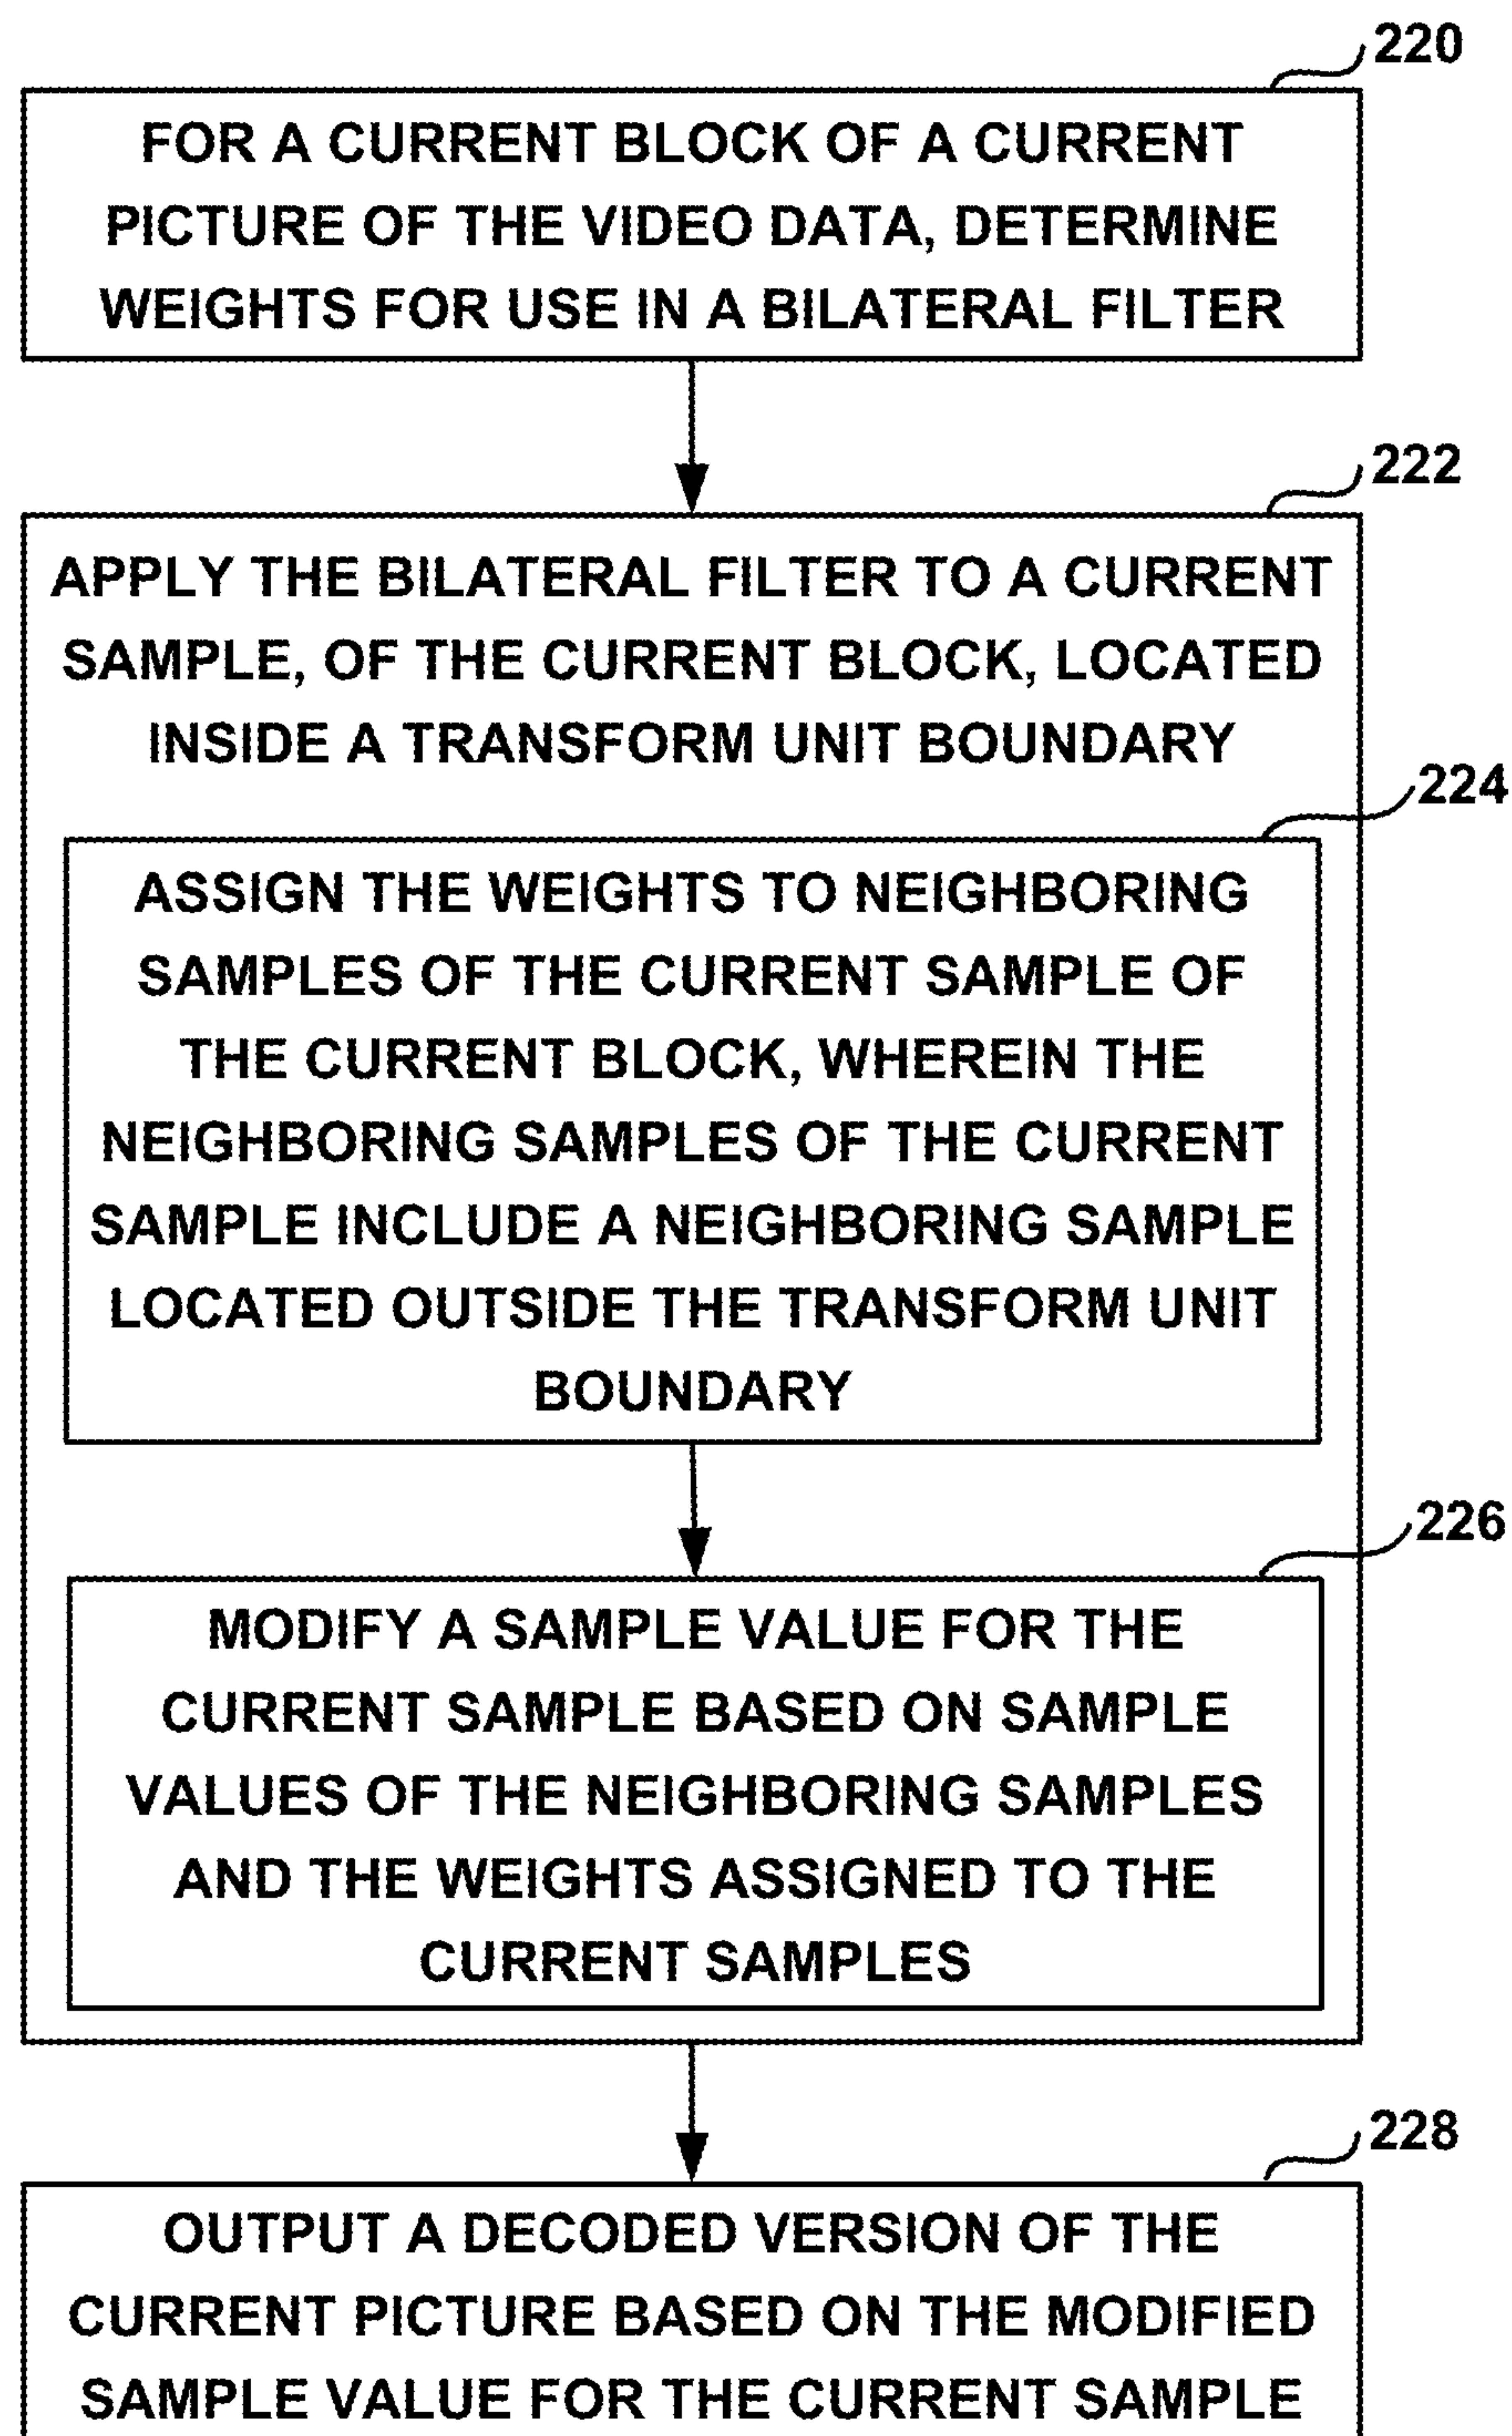 220
FOR A CURRENT BLOCK OF A CURRENT
PICTURE OF THE VIDEO DATA, DETERMINE
WEIGHTS FOR USE IN A BILATERAL FILTER
222
APPLY THE BILATERAL FILTER TO A CURRENT
SAMPLE, OF THE CURRENT BLOCK, LOCATED
INSIDE A TRANSFORM UNIT BOUNDARY
224
ASSIGN THE WEIGHTS TO NEIGHBORING
SAMPLES OF THE CURRENT SAMPLE OF
THE CURRENT BLOCK, WHEREIN THE
NEIGHBORING SAMPLES OF THE CURRENT
SAMPLE INCLUDE A NEIGHBORING SAMPLE
LOCATED OUTSIDE THE TRANSFORM UNIT
BOUNDARY
226
MODIFY A SAMPLE VALUE FOR THE
CURRENT SAMPLE BASED ON SAMPLE
VALUES OF THE NEIGHBORING SAMPLES
AND THE WEIGHTS ASSIGNED TO THE
CURRENT SAMPLES
228
OUTPUT A DECODED VERSION OF THE
CURRENT PICTURE BASED ON THE MODIFIED
SAMPLE VALUE FOR THE CURRENT SAMPLE